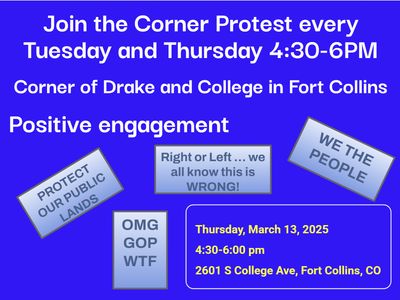 Join the Corner Protest every
Tuesday and Thursday 4:30-6PM
Corner of Drake and College in Fort Collins
Positive engagement
PROTECT
OUR PUBLIC
LANDS
Right or Left ... we
all know this is
WRONG!
WE THE
PEOPLE
OMG
GOP
WTF
Thursday, March 13, 2025
4:30-6:00 pm
2601 S College Ave, Fort Collins, CO